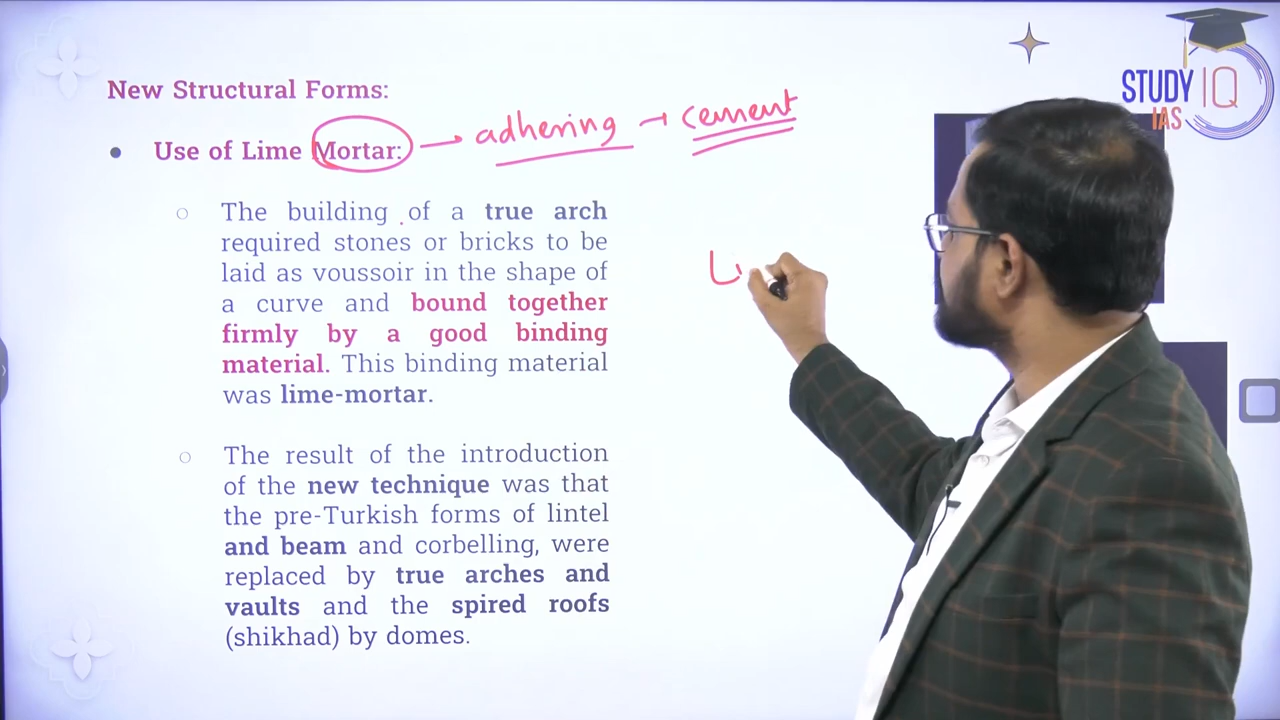 New Structural Forms:
Use of Lime Mortar: → adhering → cement
The building of a true arch
required stones or bricks to be
laid as voussoir in the shape of
a curve and bound together
firmly by a good binding
material. This binding material
was lime-mortar.
The result of the introduction
of the new technique was that
the pre-Turkish forms of lintel
and beam and corbelling, were
replaced by true arches and
vaults and the spired roofs
(shikhad) by domes.
STUDY IQ
IAS